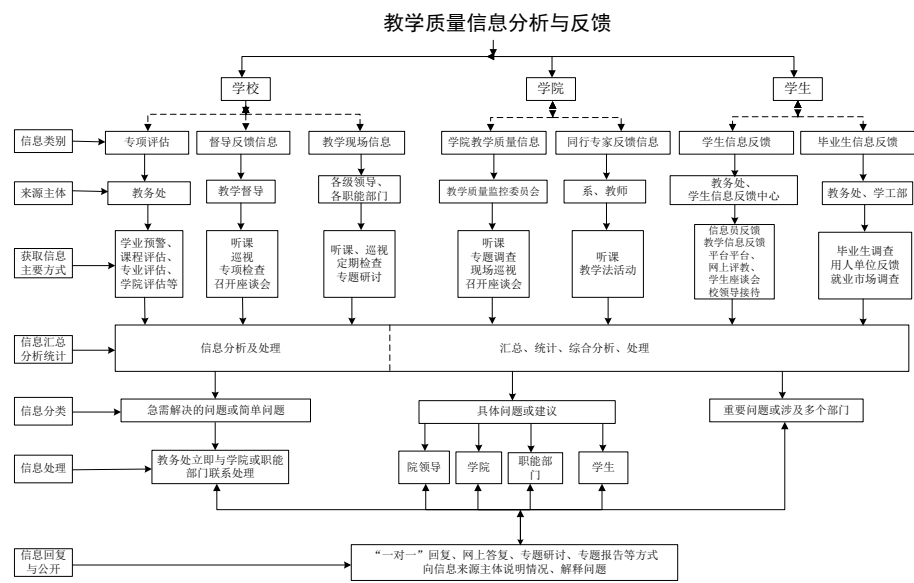 教学质量信息分析与反馈
学校
学院
学生
信息类别
专项评估
督导反馈信息
教学现场信息
学院教学质量信息
同行专家反馈信息
学生信息反馈
毕业生信息反馈
来源主体
教务处
教学督导
各级领导、
各职能部门
教学质量监控委员会
系、教师
教务处、
学生信息反馈中心
教务处、学工部
获取信息
主要方式
学业预警、
课程评估、
专业评估、
学院评估等
听课
巡视
专项检查
召开座谈会
听课、巡视
定期检查
专题研讨
听课
专题调查
现场巡视
召开座谈会
听课
教学法活动
信息员反馈
教学信息反馈
平台平台、
网上评教、
学生座谈会
校领导接待
毕业生调查
用人单位反馈
就业市场调查
信息汇总
分析统计
信息分析及处理
汇总、统计、综合分析、处理
信息分类
急需解决的问题或简单问题
具体问题或建议
重要问题或涉及多个部门
信息处理
教务处立即与学院或职能
部门联系处理
院领导
学院
职能部
门
学生
信息回复
与公开
“一对一”回复、网上答复、专题研讨、专题报告等方式
向信息来源主体说明情况、解释问题